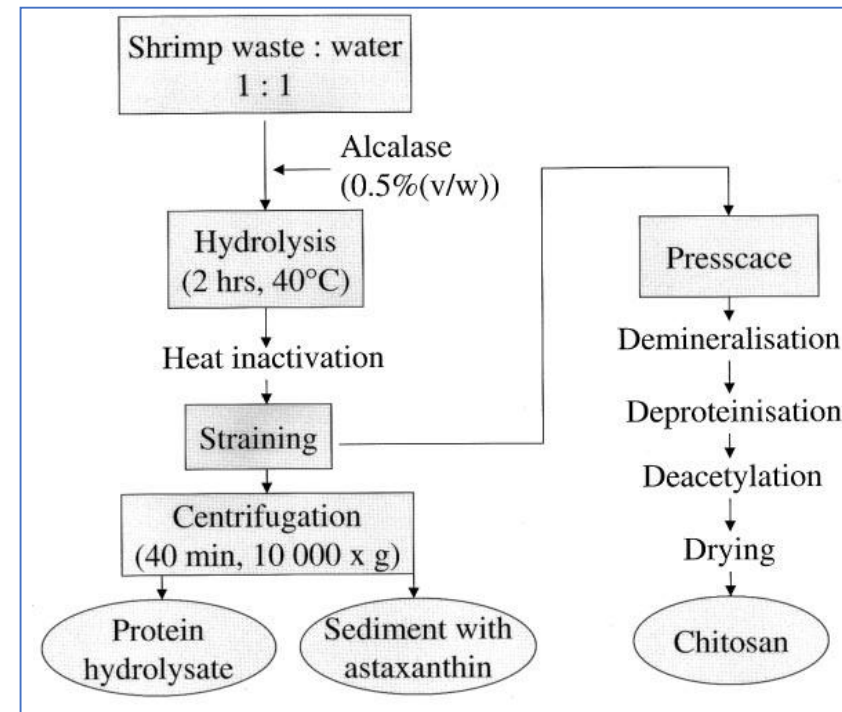 Shrimp waste : water
1 : 1
Alcalase
(0.5%(v/w))
Hydrolysis
(2 hrs, 40°C)
Heat inactivation
Straining
Centrifugation
(40 min, 10 000 x g)
Protein
hydrolysate
Sediment with
astaxanthin
Presscace
Demineralisation
Deproteinisation
Deacetylation
Drying
Chitosan